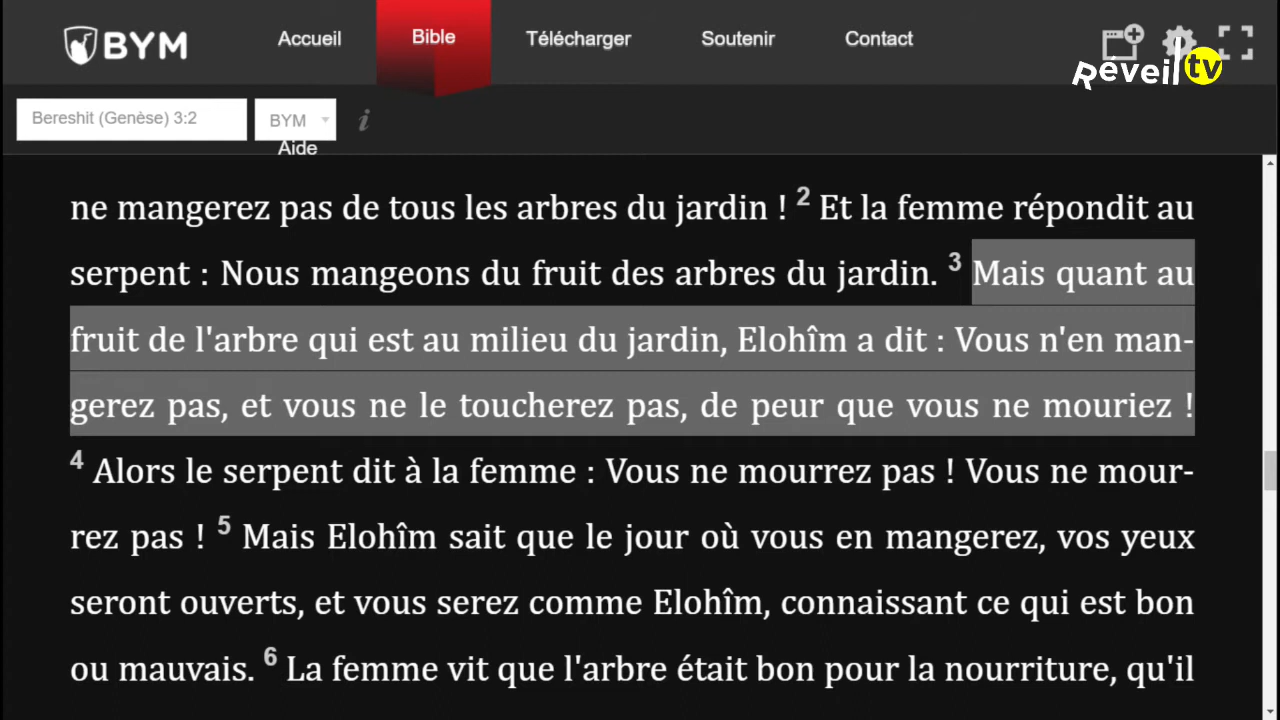 BYM
Accueil
Bible
Télécharger
Soutenir
Contact
Réveil tv
Bereshit (Genèse) 3:2
BYM
i
Aide
ne mangerez pas de tous les arbres du jardin ! 2 Et la femme répondit au
serpent : Nous mangeons du fruit des arbres du jardin. 3 Mais quant au
fruit de l'arbre qui est au milieu du jardin, Elohîm a dit : Vous n'en man-
gerez pas, et vous ne le toucherez pas, de peur que vous ne mouriez !
4 Alors le serpent dit à la femme : Vous ne mourrez pas ! Vous ne mour-
rez pas ! 5 Mais Elohîm sait que le jour où vous en mangerez, vos yeux
seront ouverts, et vous serez comme Elohîm, connaissant ce qui est bon
ou mauvais. 6 La femme vit que l'arbre était bon pour la nourriture, qu'il